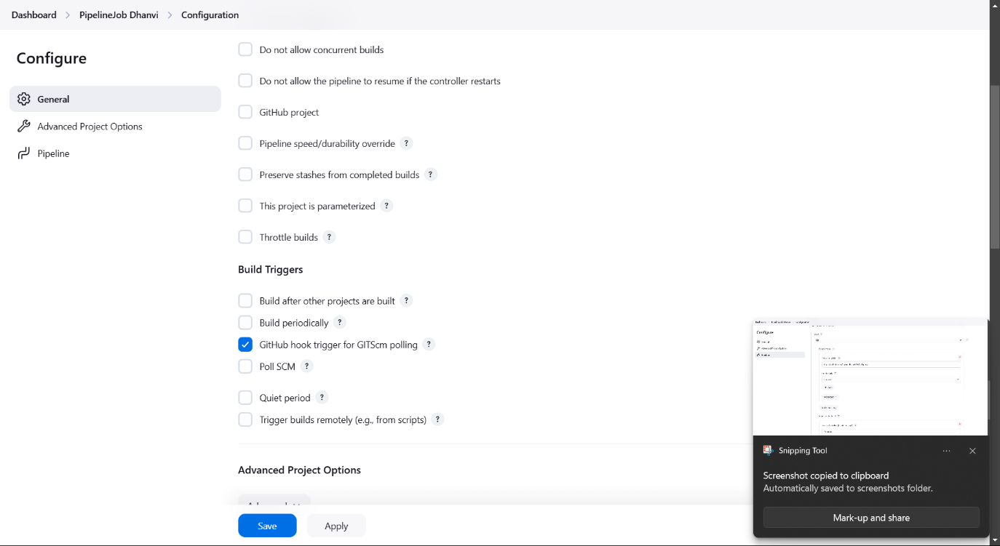 Dashboard > PipelineJob Dhanvi > Configuration
Configure
General
Advanced Project Options
Pipeline
Do not allow concurrent builds
Do not allow the pipeline to resume if the controller restarts
GitHub project
Pipeline speed/durability override ?
Preserve stashes from completed builds ?
This project is parameterized ?
Throttle builds ?
Build Triggers
Build after other projects are built ?
Build periodically ?
GitHub hook trigger for GITScm polling ?
Poll SCM ?
Quiet period ?
Trigger builds remotely (e.g., from scripts) ?
Advanced Project Options
Save
Apply
Configure
Snipping Tool
Screenshot copied to clipboard
Automatically saved to screenshots folder.
Mark-up and share